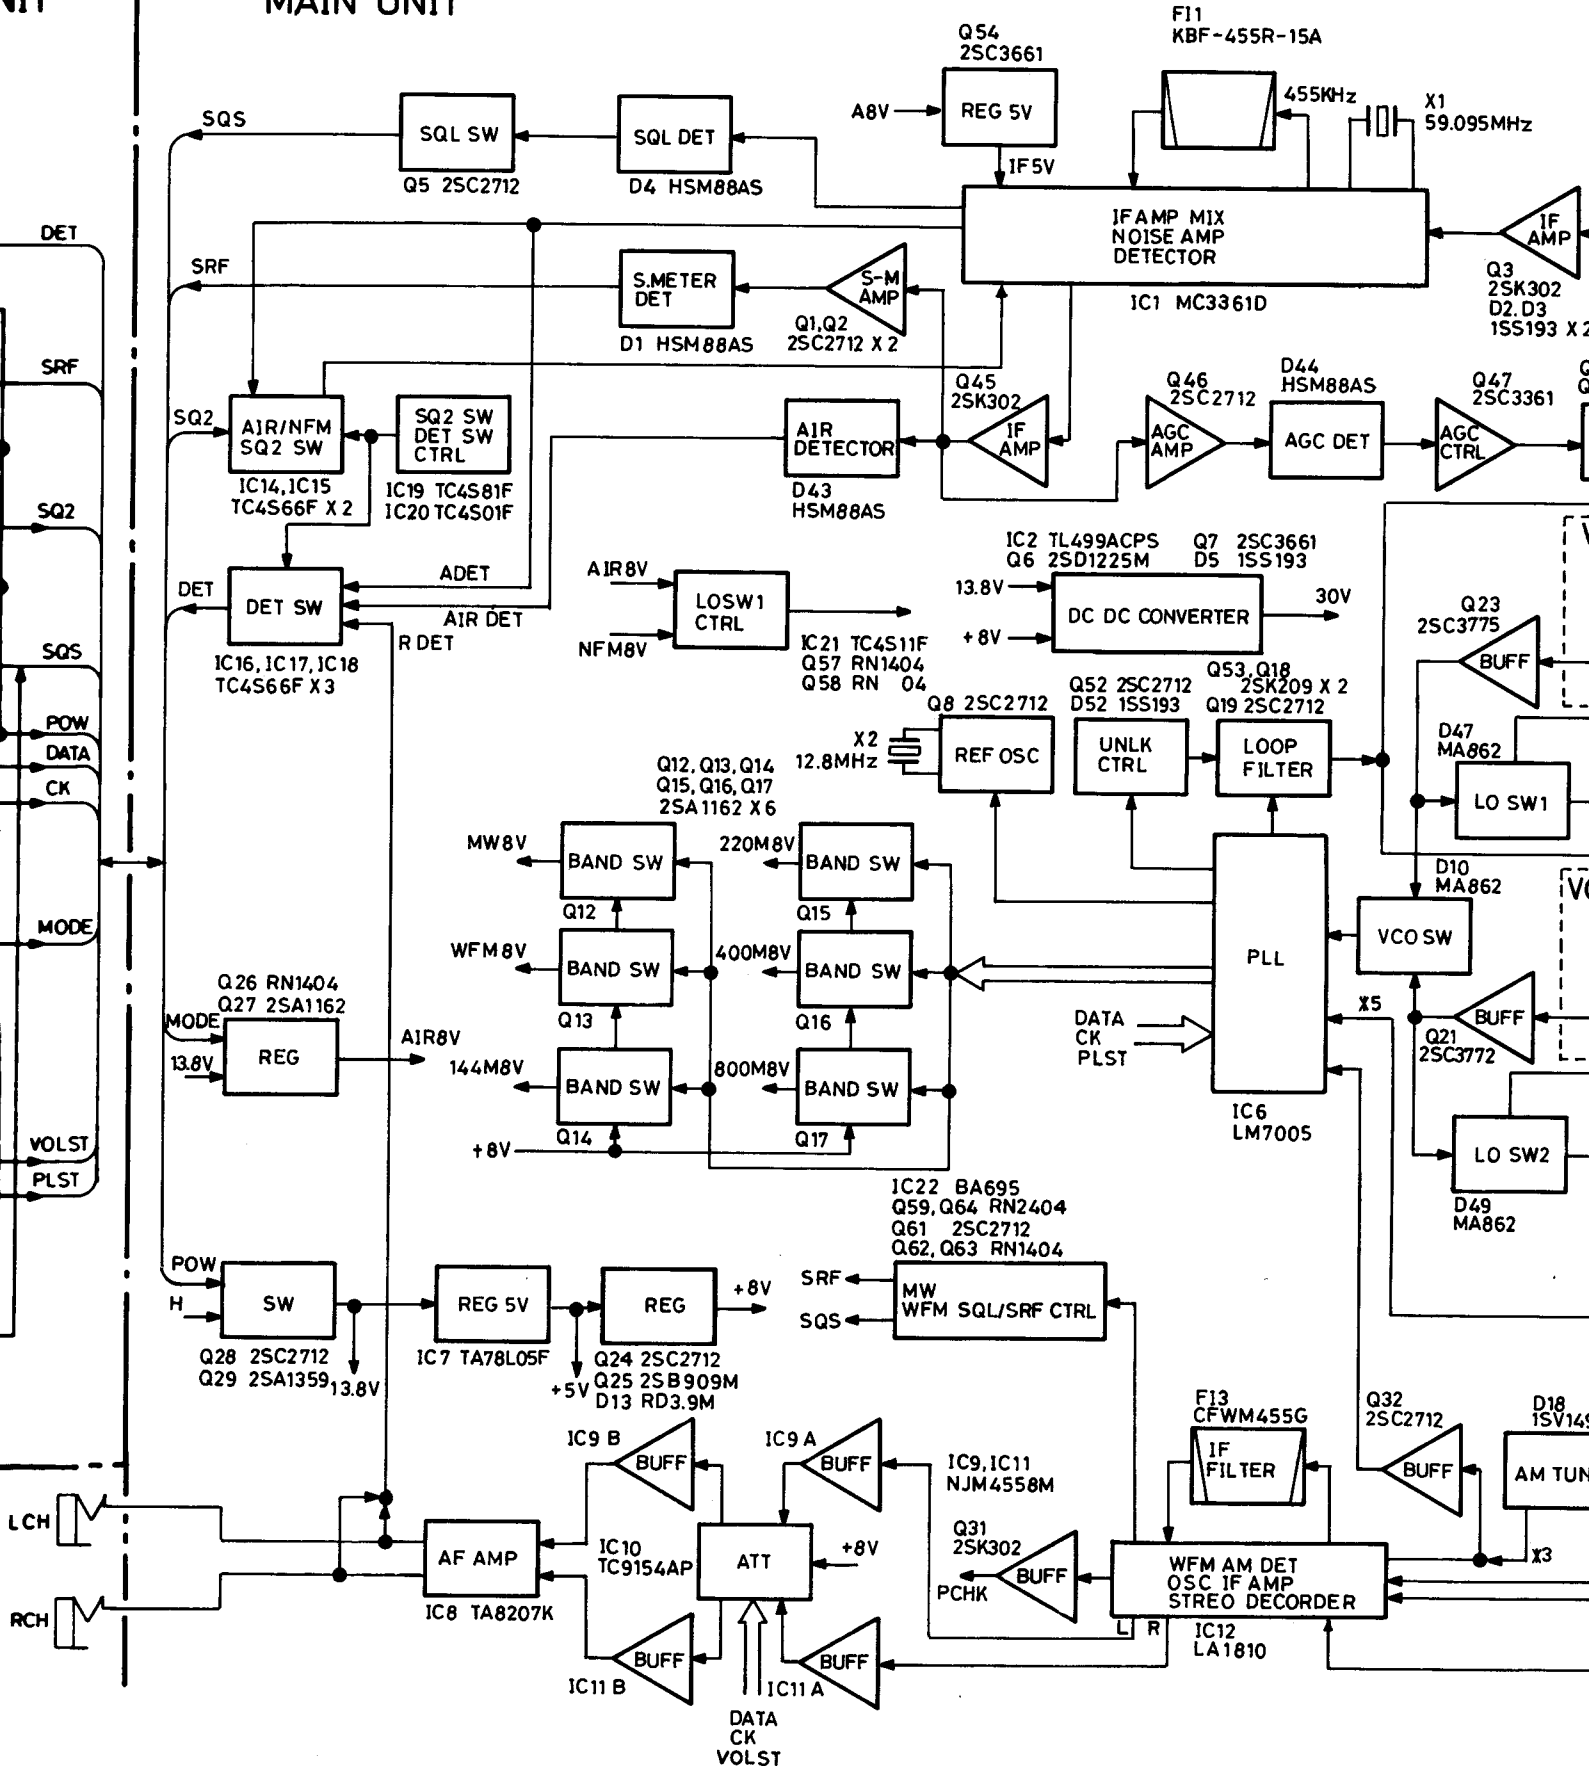 MAIN UNIT
Q54
2SC3661
A8V
REG 5V
IF5V
FI1
KBF-455R-15A
455KHz
X1
59.095MHz
SQS
SQL SW
Q5 2SC2712
SQL DET
D4 HSM88AS
IF AMP MIX
NOISE AMP
DETECTOR
IC1 MC3361D
IF
AMP
Q3
2SK302
D2.D3
1SS193 X 2
DET
SRF
S.METER
DET
D1 HSM88AS
S-M
AMP
Q1,Q2
2SC2712 X 2
SRF
SQ2
AIR/NFM
SQ2 SW
IC14,IC15
TC4S66F X 2
SQ2 SW
DET SW
CTRL
IC19 TC4S81F
IC20 TC4S01F
AIR
DETECTOR
D43
HSM88AS
Q45
2SK302
IF
AMP
Q46
2SC2712
AGC
AMP
D44
HSM88AS
AGC DET
Q47
2SC3361
AGC
CTRL
SQ2
DET
DET SW
IC16,IC17,IC18
TC4S66F X 3
ADET
AIR DET
R DET
AIR8V
NFM8V
LOSW1
CTRL
IC21 TC4S11F
Q57 RN1404
Q58 RN 04
IC2 TL499ACPS
Q6 2SD1225M
Q7 2SC3661
D5 1SS193
13.8V
+8V
DC DC CONVERTER
30V
Q23
2SC3775
BUFF
SQS
POW
DATA
CK
Q8 2SC2712
X2
12.8MHz
REF OSC
Q52 2SC2712
D52 1SS193
UNLK
CTRL
Q53,Q18
2SK209 X 2
Q19 2SC2712
LOOP
FILTER
D47
MA862
LO SW1
Q12,Q13,Q14
Q15,Q16,Q17
2SA1162 X 6
MW8V
BAND SW
Q12
220M8V
BAND SW
Q15
D10
MA862
VCO SW
MODE
WFM8V
BAND SW
Q13
400M8V
BAND SW
Q16
PLL
IC6
LM7005
X5
Q21
2SC3772
BUFF
DATA
CK
PLST
Q26 RN1404
Q27 2SA1162
MODE
13.8V
REG
AIR8V
144M8V
BAND SW
Q14
800M8V
BAND SW
Q17
+8V
VOLST
PLST
LO SW2
D49
MA862
IC22 BA695
Q59,Q64 RN2404
Q61 2SC2712
Q62,Q63 RN1404
SRF
SQS
MW
WFM SQL/SRF CTRL
POW
H
SW
Q28 2SC2712
Q29 2SA1359
13.8V
REG 5V
IC7 TA78L05F
+5V
REG
+8V
Q24 2SC2712
Q25 2SB909M
D13 RD3.9M
FI3
CFWM455G
IF
FILTER
Q32
2SC2712
BUFF
D18
AM TUN
X3
IC9 B
BUFF
IC9 A
BUFF
IC9,IC11
NJM4558M
L CH
RCH
AF AMP
IC8 TA8207K
IC10
TC9154AP
ATT
+8V
Q31
2SK302
PCHK
BUFF
WFM AM DET
OSC IF AMP
STREO DECORDER
L R
IC12
LA1810
BUFF
IC11 B
BUFF
IC11 A
DATA
CK
VOLST